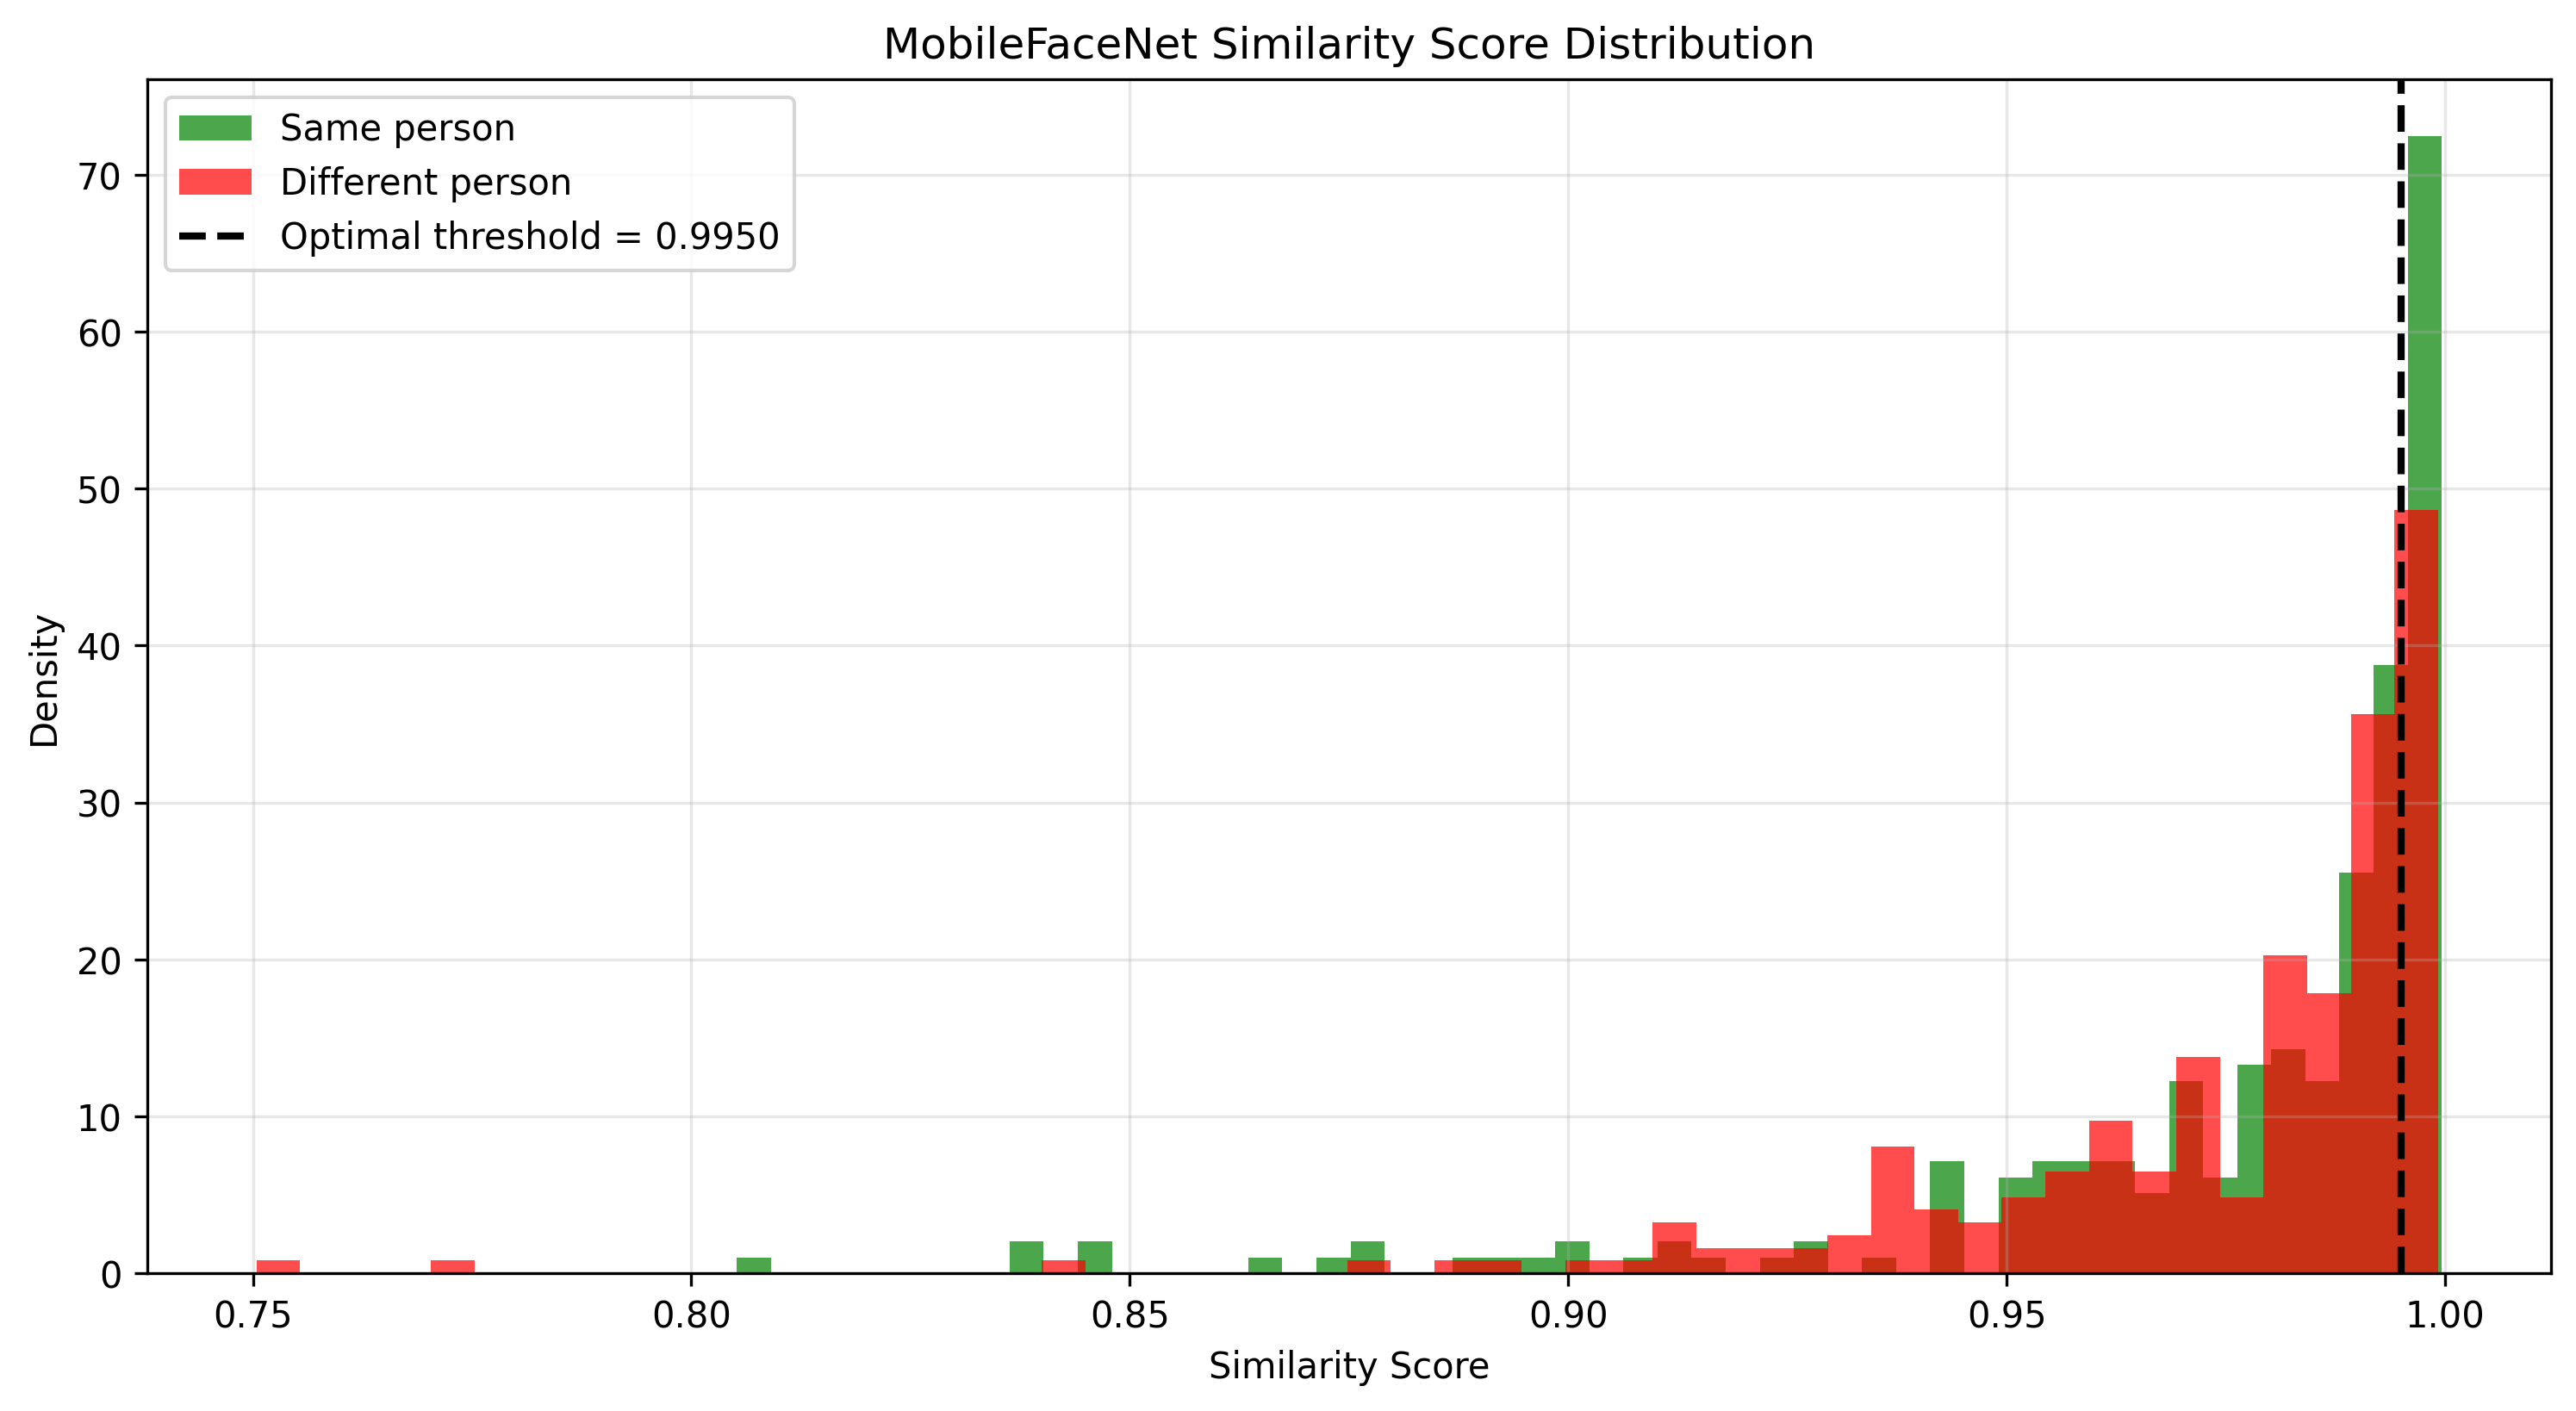 MobileFaceNet Similarity Score Distribution
Same person
Different person
Optimal threshold = 0.9950
Density
70
60
50
40
30
20
10
0
0.75 0.80 0.85 0.90 0.95 1.00
Similarity Score